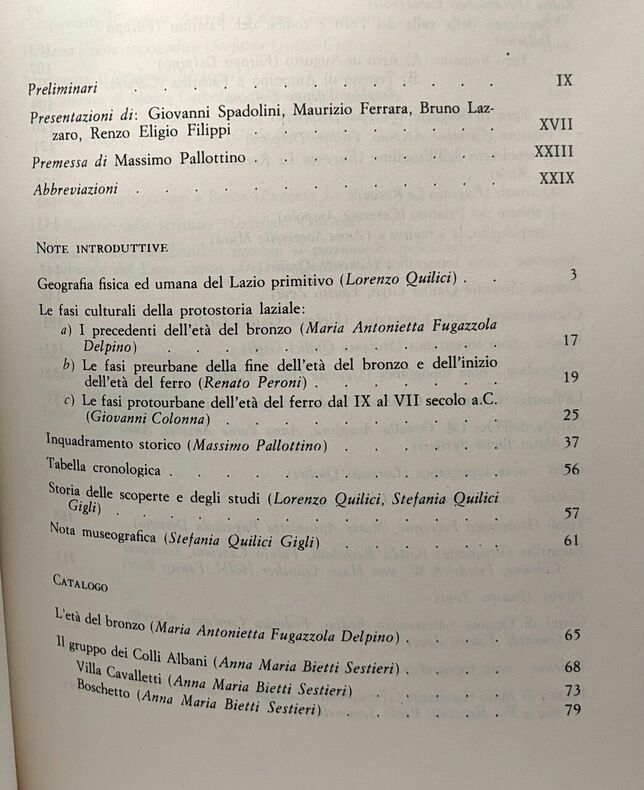 Preliminari . . . . . . . . . . . . . IX
Presentazioni di: Giovanni Spadolini, Maurizio Ferrara, Bruno Laz-
zaro, Renzo Eligio Filippi . . . . . . . . XVII
Premessa di Massimo Pallottino . . . . . . . . XXIII
Abbreviazioni . . . . . . . . . . . . XXIX
NOTE INTRODUTTIVE
Geografia fisica ed umana del Lazio primitivo (Lorenzo Quilici) . . 3
Le fasi culturali della protostoria laziale:
a) I precedenti dell'età del bronzo (Maria Antonietta Fugazzola
Delpino) . . . . . . . . . . . 17
b) Le fasi preurbane della fine dell'età del bronzo e dell'inizio
dell'età del ferro (Renato Peroni) . . . . . . 19
c) Le fasi protourbane dell'età del ferro dal IX al VII secolo a.C.
(Giovanni Colonna) . . . . . . . . . 25
Inquadramento storico (Massimo Pallottino) . . . . . . 37
Tabella cronologica . . . . . . . . . . . 56
Storia delle scoperte e degli studi (Lorenzo Quilici, Stefania Quilici
Gigli) . . . . . . . . . . . . 57
Nota museografica (Stefania Quilici Gigli) . . . . . . 61
CATALOGO
L'età del bronzo (Maria Antonietta Fugazzola Delpino) . . . . 65
Il gruppo dei Colli Albani (Anna Maria Bietti Sestieri) . . . . 68
Villa Cavalletti (Anna Maria Bietti Sestieri) . . . . . 73
Boschetto (Anna Maria Bietti Sestieri) . . . . . . 79